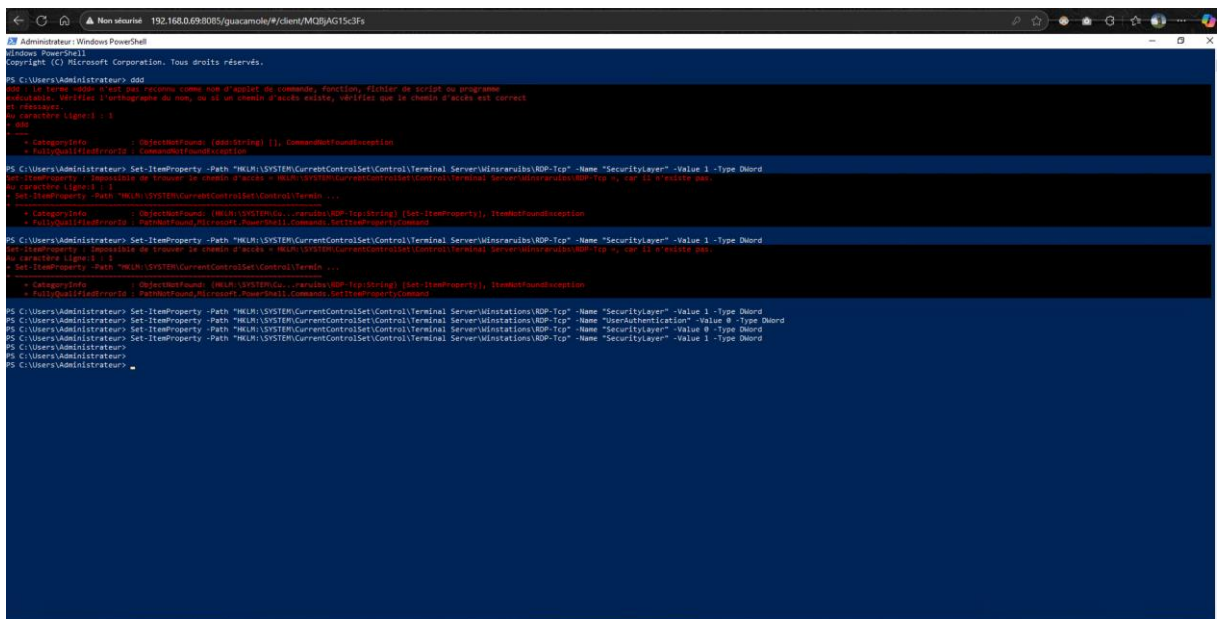 Non sécurisé 192.168.0.69:8085/guacamole/#/client/MQBjAG15c3Fs
Administrateur : Windows PowerShell
Windows PowerShell
Copyright (C) Microsoft Corporation. Tous droits réservés.
PS C:\Users\Administrateur> ddd
ddd : Le terme «ddd» n'est pas reconnu comme nom d'applet de commande, fonction, fichier de script ou programme
exécutable. Vérifiez l'orthographe du nom, ou si un chemin d'accès existe, vérifiez que le chemin d'accès est correct
et réessayez.
Au caractère Ligne:1 : 1
+ ddd
+ ~~~
+ CategoryInfo : ObjectNotFound: (ddd:String) [], CommandNotFoundException
+ FullyQualifiedErrorId : CommandNotFoundException
PS C:\Users\Administrateur> Set-ItemProperty -Path "HKLM:\SYSTEM\CurrebtControlSet\Control\Terminal Server\Winsraruibs\RDP-Tcp" -Name "SecurityLayer" -Value 1 -Type DWord
Set-ItemProperty : Impossible de trouver le chemin d'accès « HKLM:\SYSTEM\CurrebtControlSet\Control\Terminal Server\Winsraruibs\RDP-Tcp », car il n'existe pas.
Au caractère Ligne:1 : 1
+ Set-ItemProperty -Path "HKLM:\SYSTEM\CurrebtControlSet\Control\Termin ...
+ CategoryInfo : ObjectNotFound: (HKLM:\SYSTEM\Cu...raruibs\RDP-Tcp:String) [Set-ItemProperty], ItemNotFoundException
+ FullyQualifiedErrorId : PathNotFound,Microsoft.PowerShell.Commands.SetItemPropertyCommand
PS C:\Users\Administrateur> Set-ItemProperty -Path "HKLM:\SYSTEM\CurrentControlSet\Control\Terminal Server\Winsraruibs\RDP-Tcp" -Name "SecurityLayer" -Value 1 -Type DWord
Set-ItemProperty : Impossible de trouver le chemin d'accès « HKLM:\SYSTEM\CurrentControlSet\Control\Terminal Server\Winsraruibs\RDP-Tcp », car il n'existe pas.
Au caractère Ligne:1 : 1
+ Set-ItemProperty -Path "HKLM:\SYSTEM\CurrentControlSet\Control\Termin ...
+ CategoryInfo : ObjectNotFound: (HKLM:\SYSTEM\Cu...raruibs\RDP-Tcp:String) [Set-ItemProperty], ItemNotFoundException
+ FullyQualifiedErrorId : PathNotFound,Microsoft.PowerShell.Commands.SetItemPropertyCommand
PS C:\Users\Administrateur> Set-ItemProperty -Path "HKLM:\SYSTEM\CurrentControlSet\Control\Terminal Server\Winstations\RDP-Tcp" -Name "SecurityLayer" -Value 1 -Type DWord
PS C:\Users\Administrateur> Set-ItemProperty -Path "HKLM:\SYSTEM\CurrentControlSet\Control\Terminal Server\Winstations\RDP-Tcp" -Name "UserAuthentication" -Value 0 -Type DWord
PS C:\Users\Administrateur> Set-ItemProperty -Path "HKLM:\SYSTEM\CurrentControlSet\Control\Terminal Server\Winstations\RDP-Tcp" -Name "SecurityLayer" -Value 0 -Type DWord
PS C:\Users\Administrateur> Set-ItemProperty -Path "HKLM:\SYSTEM\CurrentControlSet\Control\Terminal Server\Winstations\RDP-Tcp" -Name "SecurityLayer" -Value 1 -Type DWord
PS C:\Users\Administrateur>
PS C:\Users\Administrateur>
PS C:\Users\Administrateur> _